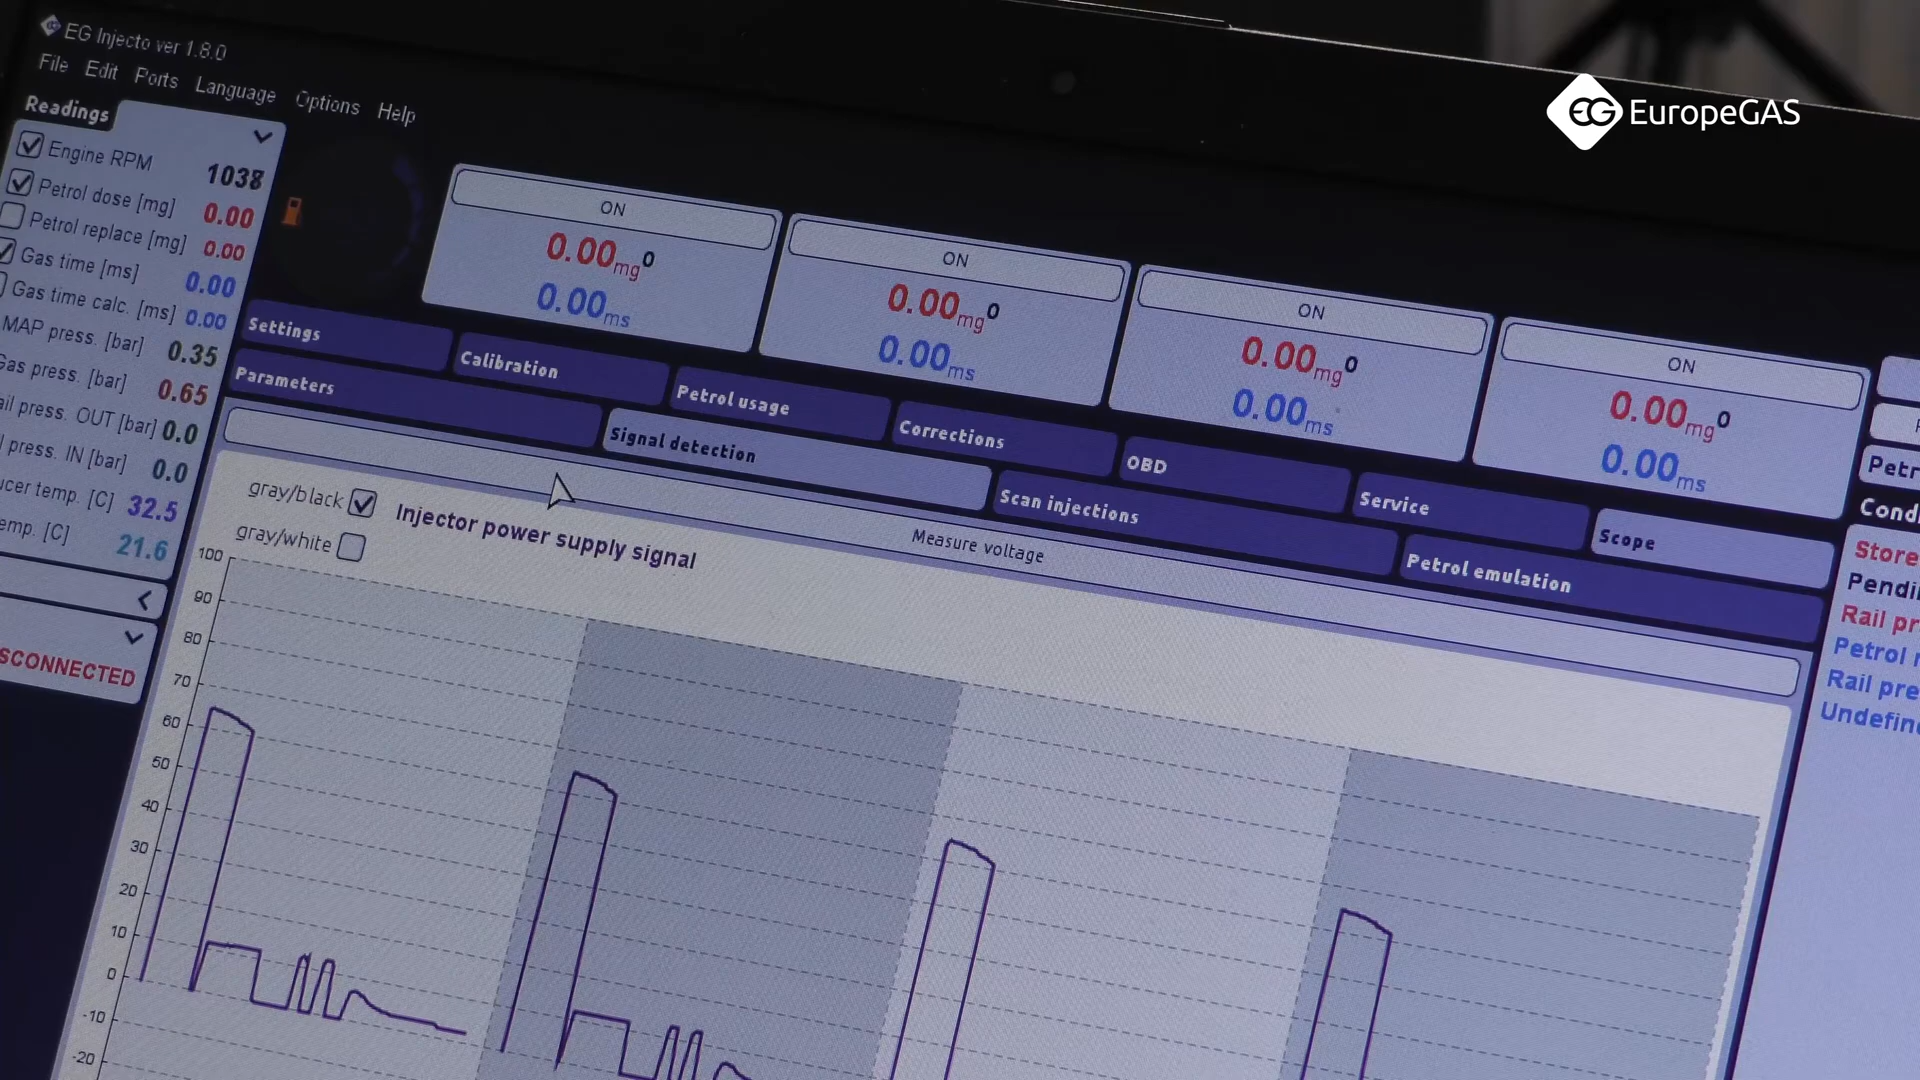 EG Injecto ver 1.8.0
File Edit Ports Language Options Help
EG EuropeGAS
Readings
Engine RPM 1038
Petrol dose [mg] 0.00
Petrol replace [mg] 0.00
Gas time [ms] 0.00
Gas time calc. [ms] 0.00
MAP press. [bar] 0.35
Gas press. [bar] 0.65
press. OUT [bar] 0.0
press. IN [bar] 0.0
temp. [C] 32.5
temp. [C] 21.6
ON
0.00mg 0
0.00ms
ON
0.00mg 0
0.00ms
ON
0.00mg 0
0.00ms
ON
0.00mg 0
0.00ms
Settings
Calibration
Petrol usage
Corrections
OBD
Service
Scope
Parameters
Signal detection
Scan injections
Petrol emulation
Measure voltage
gray/black
gray/white
Injector power supply signal
100
90
80
70
60
50
40
30
20
10
0
-10
-20
Rail pr
Petrol
Rail pre